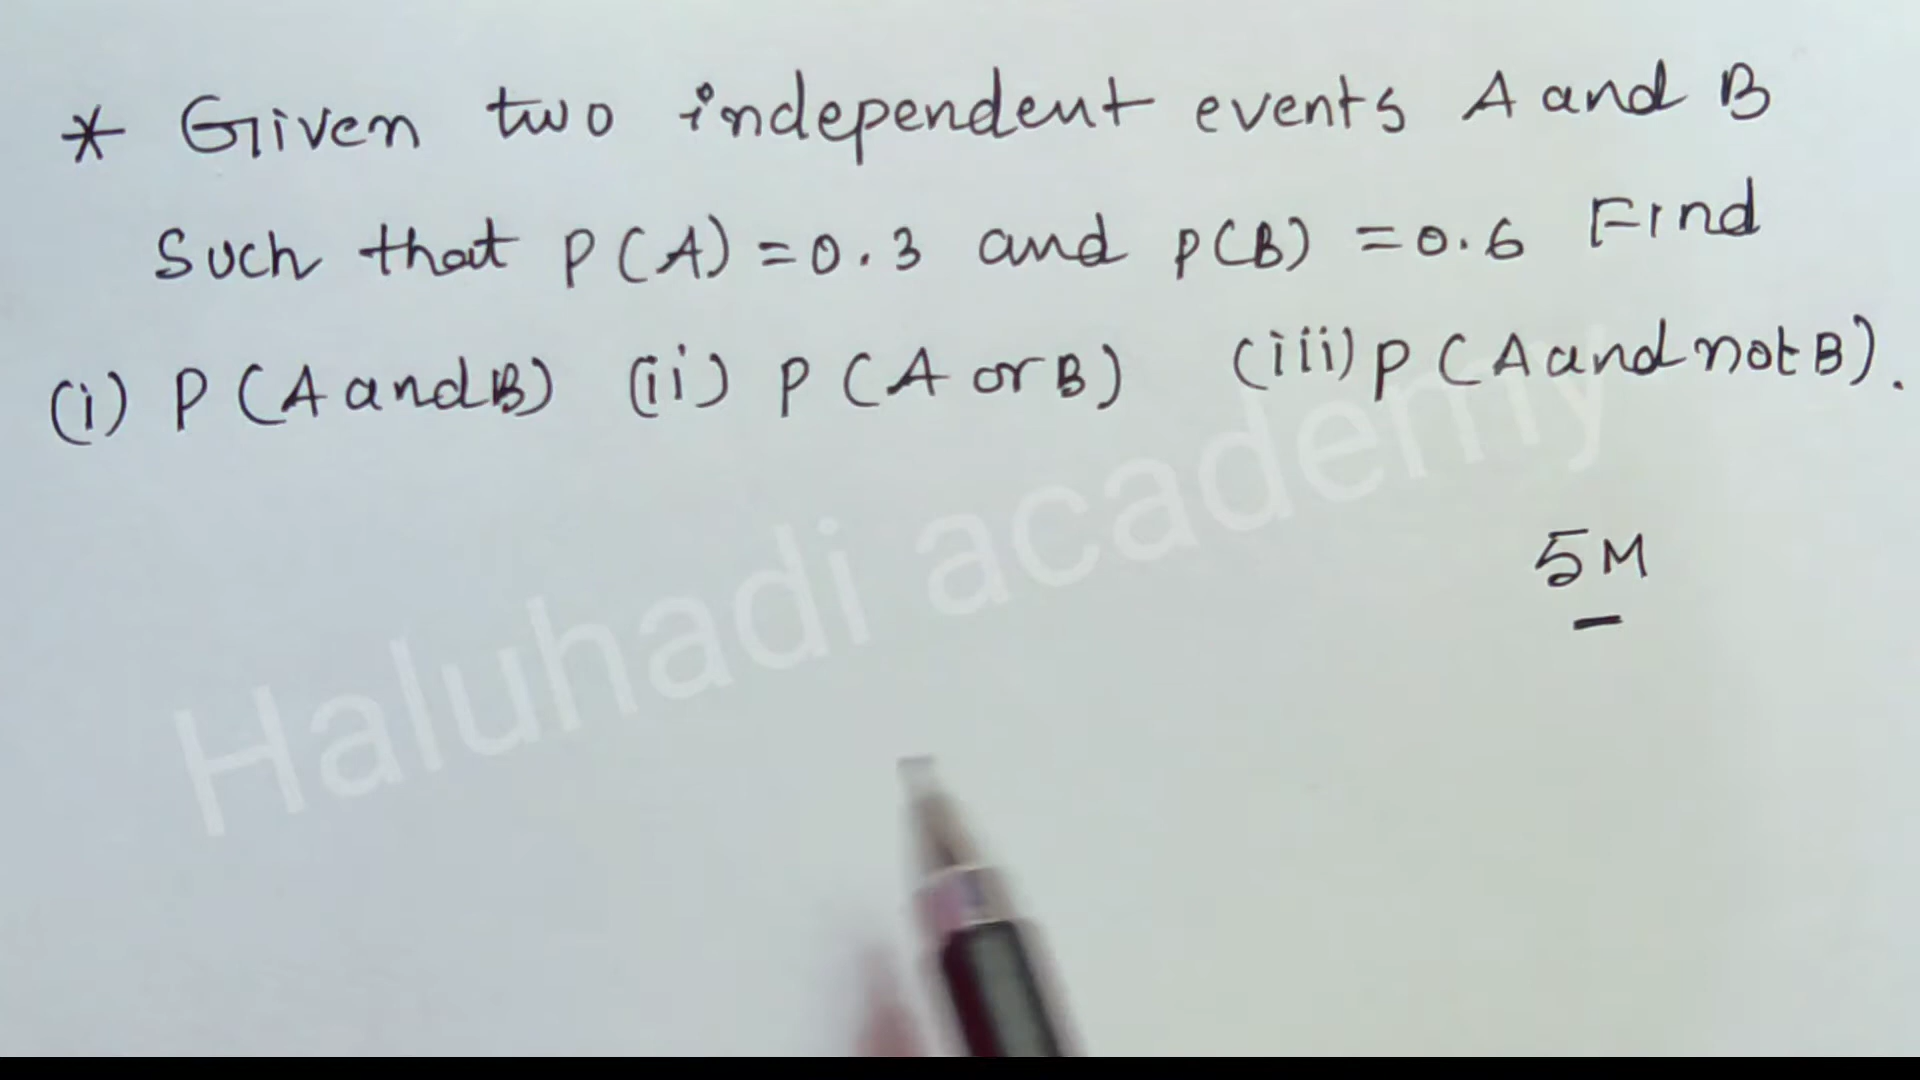 * Given two independent events A and B
Such that P(A) = 0.3 and P(B) = 0.6 Find
(i) P(A and B) (ii) P(A or B) (iii) P(A and not B).
5M
Haluhadi academy